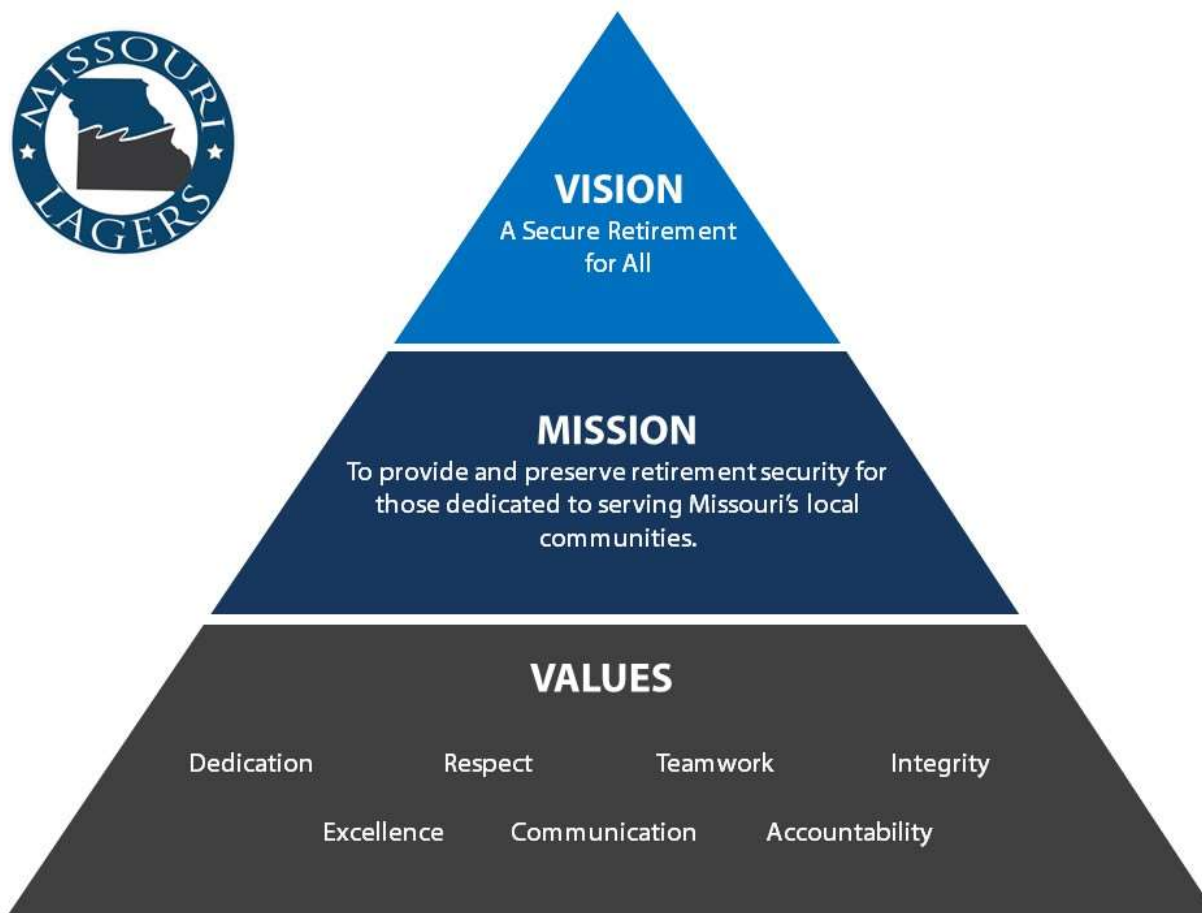 MISSOURI
LAGERS
VISION
A Secure Retirement
for All
MISSION
To provide and preserve retirement security for
those dedicated to serving Missouri's local
communities.
VALUES
Dedication Respect Teamwork Integrity
Excellence Communication Accountability